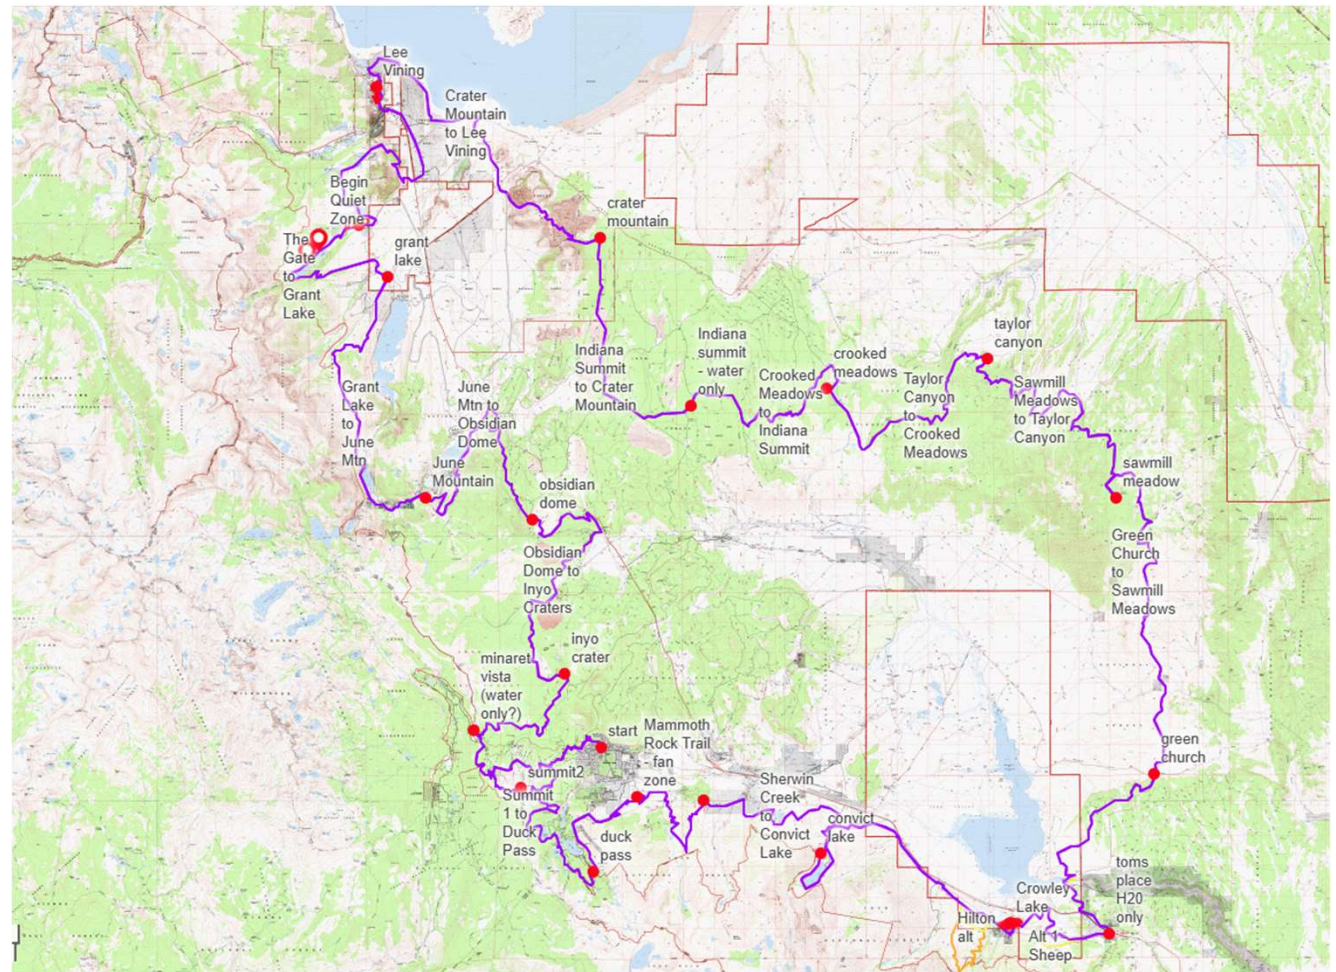 Lee
Vining
Crater
Mountain
to Lee
Vining
Begin
Quiet
Zone
The
Gate
to
Grant
Lake
grant
lake
crater
mountain
Indiana
Summit
to Crater
Mountain
Indiana
summit
- water
only
Crooked
Meadows
to
Indiana
Summit
crooked
meadows
Taylor
Canyon
to
Crooked
Meadows
taylor
canyon
Sawmill
Meadows
to Taylor
Canyon
sawmill
meadow
Grant
Lake
to
June
Mtn
June
Mtn to
Obsidian
Dome
June
Mountain
obsidian
dome
Obsidian
Dome to
Inyo
Craters
Green
Church
to
Sawmill
Meadows
inyo
crater
minaret
vista
(water
only?)
start
Mammoth
Rock Trail
- fan
zone
summit2
Summit
1 to
Duck
Pass
duck
pass
Sherwin
Creek
to
Convict
Lake
convict
lake
green
church
toms
place
H20
only
Crowley
Lake
Hilton
alt
Alt 1
Sheep